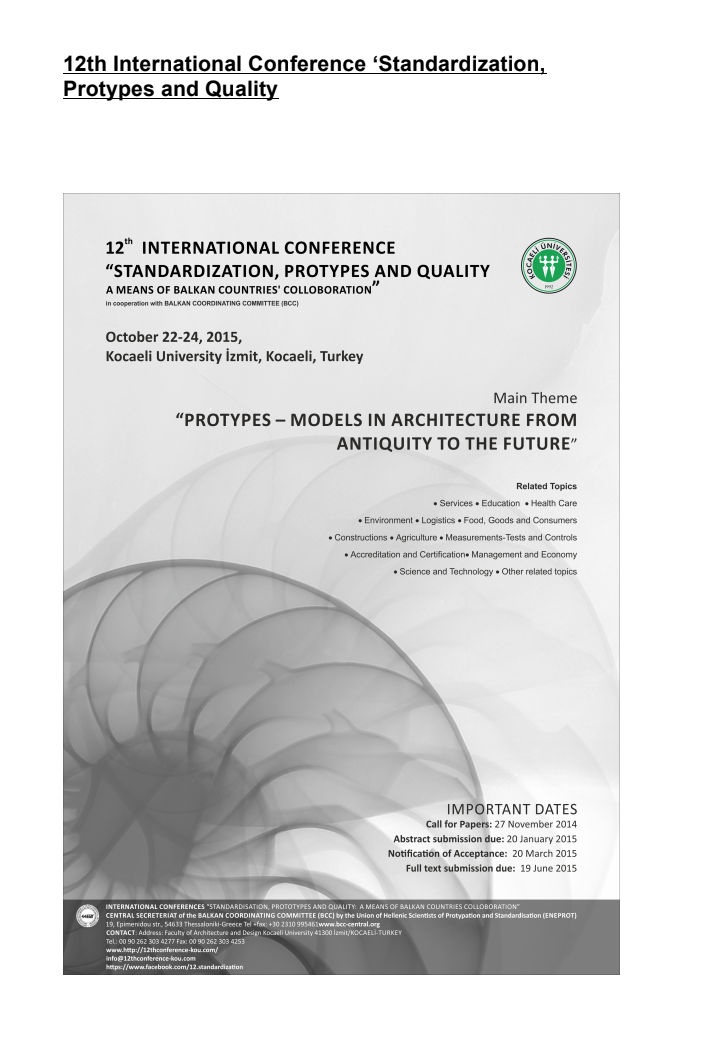 12th International Conference ‘Standardization,
Protypes and Quality
12th INTERNATIONAL CONFERENCE
“STANDARDIZATION, PROTYPES AND QUALITY
A MEANS OF BALKAN COUNTRIES' COLLOBORATION”
in cooperation with BALKAN COORDINATING COMMITTEE (BCC)
KOCAELİ ÜNİVERSİTESİ
1992
October 22-24, 2015,
Kocaeli University İzmit, Kocaeli, Turkey
Main Theme
“PROTYPES – MODELS IN ARCHITECTURE FROM
ANTIQUITY TO THE FUTURE”
Related Topics
• Services • Education • Health Care
• Environment • Logistics • Food, Goods and Consumers
• Constructions • Agriculture • Measurements-Tests and Controls
• Accreditation and Certification• Management and Economy
• Science and Technology • Other related topics
IMPORTANT DATES
Call for Papers: 27 November 2014
Abstract submission due: 20 January 2015
Notification of Acceptance: 20 March 2015
Full text submission due: 19 June 2015
INTERNATIONAL CONFERENCES “STANDARDISATION, PROTOTYPES AND QUALITY: A MEANS OF BALKAN COUNTRIES COLLOBORATION”
CENTRAL SECRETERIAT of the BALKAN COORDINATING COMMITTEE (BCC) by the Union of Hellenic Scientists of Protypation and Standardisation (ENEPROT)
19, Epimenidou str., 54633 Thessaloniki-Greece Tel +fax: +30 2310 995461www.bcc-central.org
CONTACT: Address: Faculty of Architecture and Design Kocaeli University 41300 İzmit/KOCAELİ-TURKEY
Tel.: 00 90 262 303 4277 Fax: 00 90 262 303 4253
www.http://12thconference-kou.com/
info@12thconference-kou.com
https://www.facebook.com/12.standardization